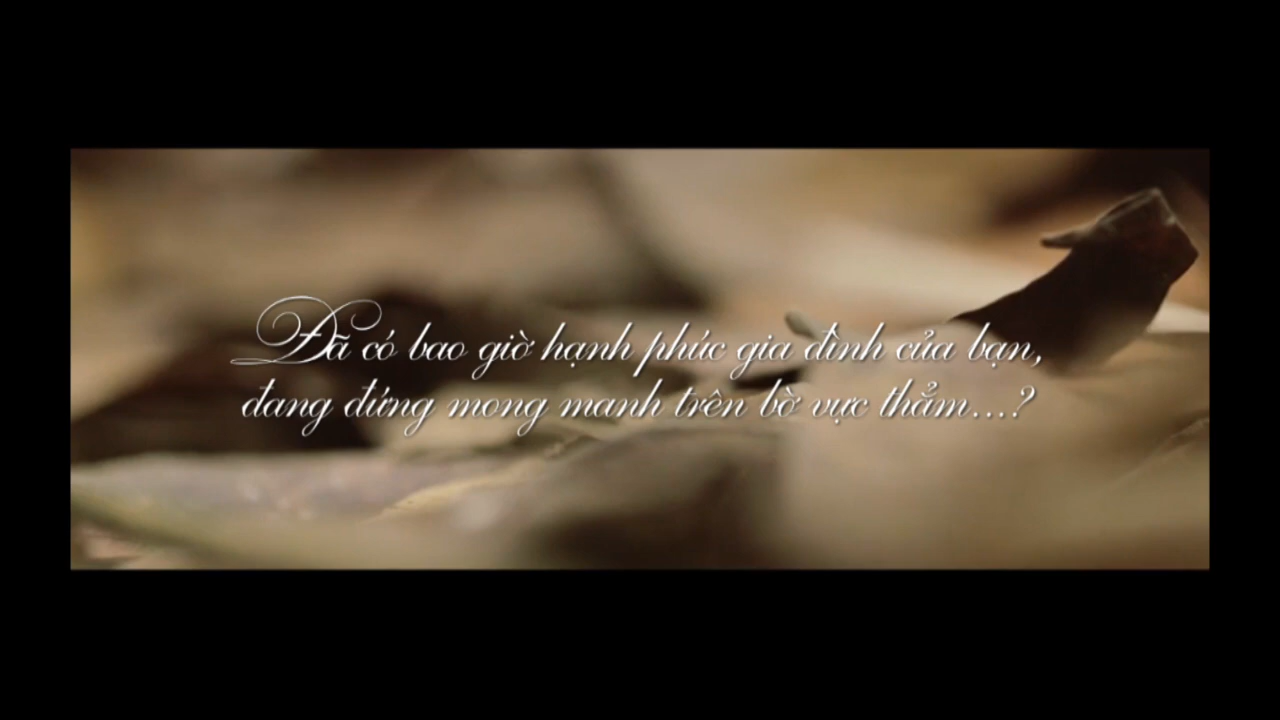 Đã có bao giờ hạnh phúc gia đình của bạn,
đang đứng mong manh trên bờ vực thẳm...?